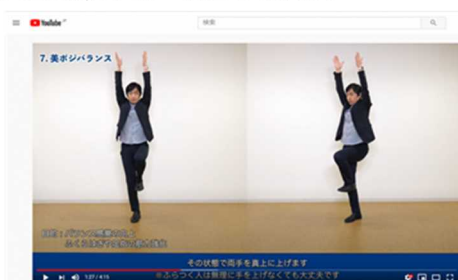 YouTube JP
検索
7. 美ポジバランス
その状態で両手を真上に上げます
※ふらつく人は無理に手を上げなくても大丈夫です